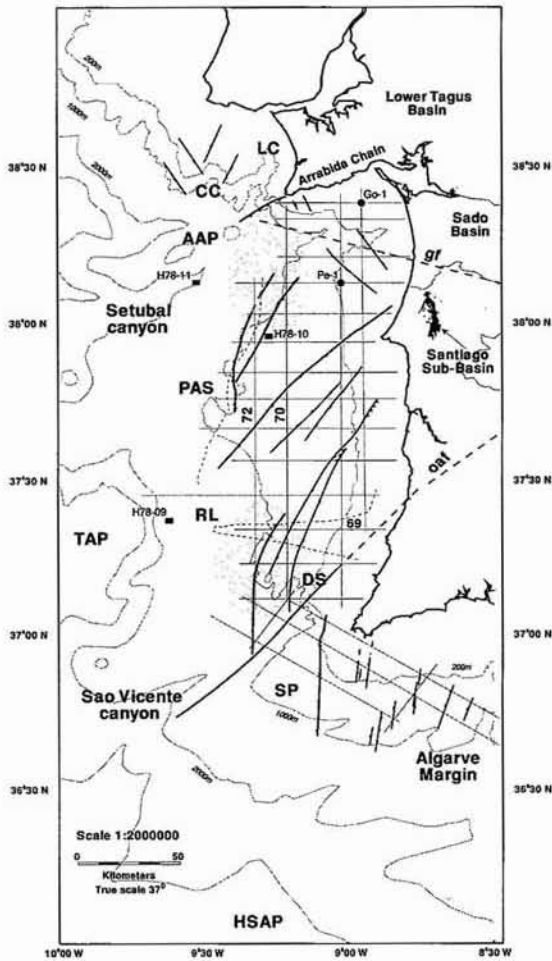 200m
1000m
2000m
LC
Lower Tagus
Basin
38°30 N
38°30 N
Arrabida Chain
CC
Go-1
Sado
Basin
AAP
gf
H78-11
Pe-1
Setubal
canyon
38°00 N
38°00 N
H78-10
Santiago
Sub-Basin
PAS
72
70
37°30 N
37°30 N
oaf
H78-09
RL
69
TAP
DS
37°00 N
37°00 N
200m
SP
Sao Vicente
canyon
1000m
Algarve
Margin
2000m
36°30 N
36°30 N
Scale 1:2000000
0 50
Kilometers
True scale 37°
HSAP
10°00 W
9°30 W
9°00 W
8°30 W